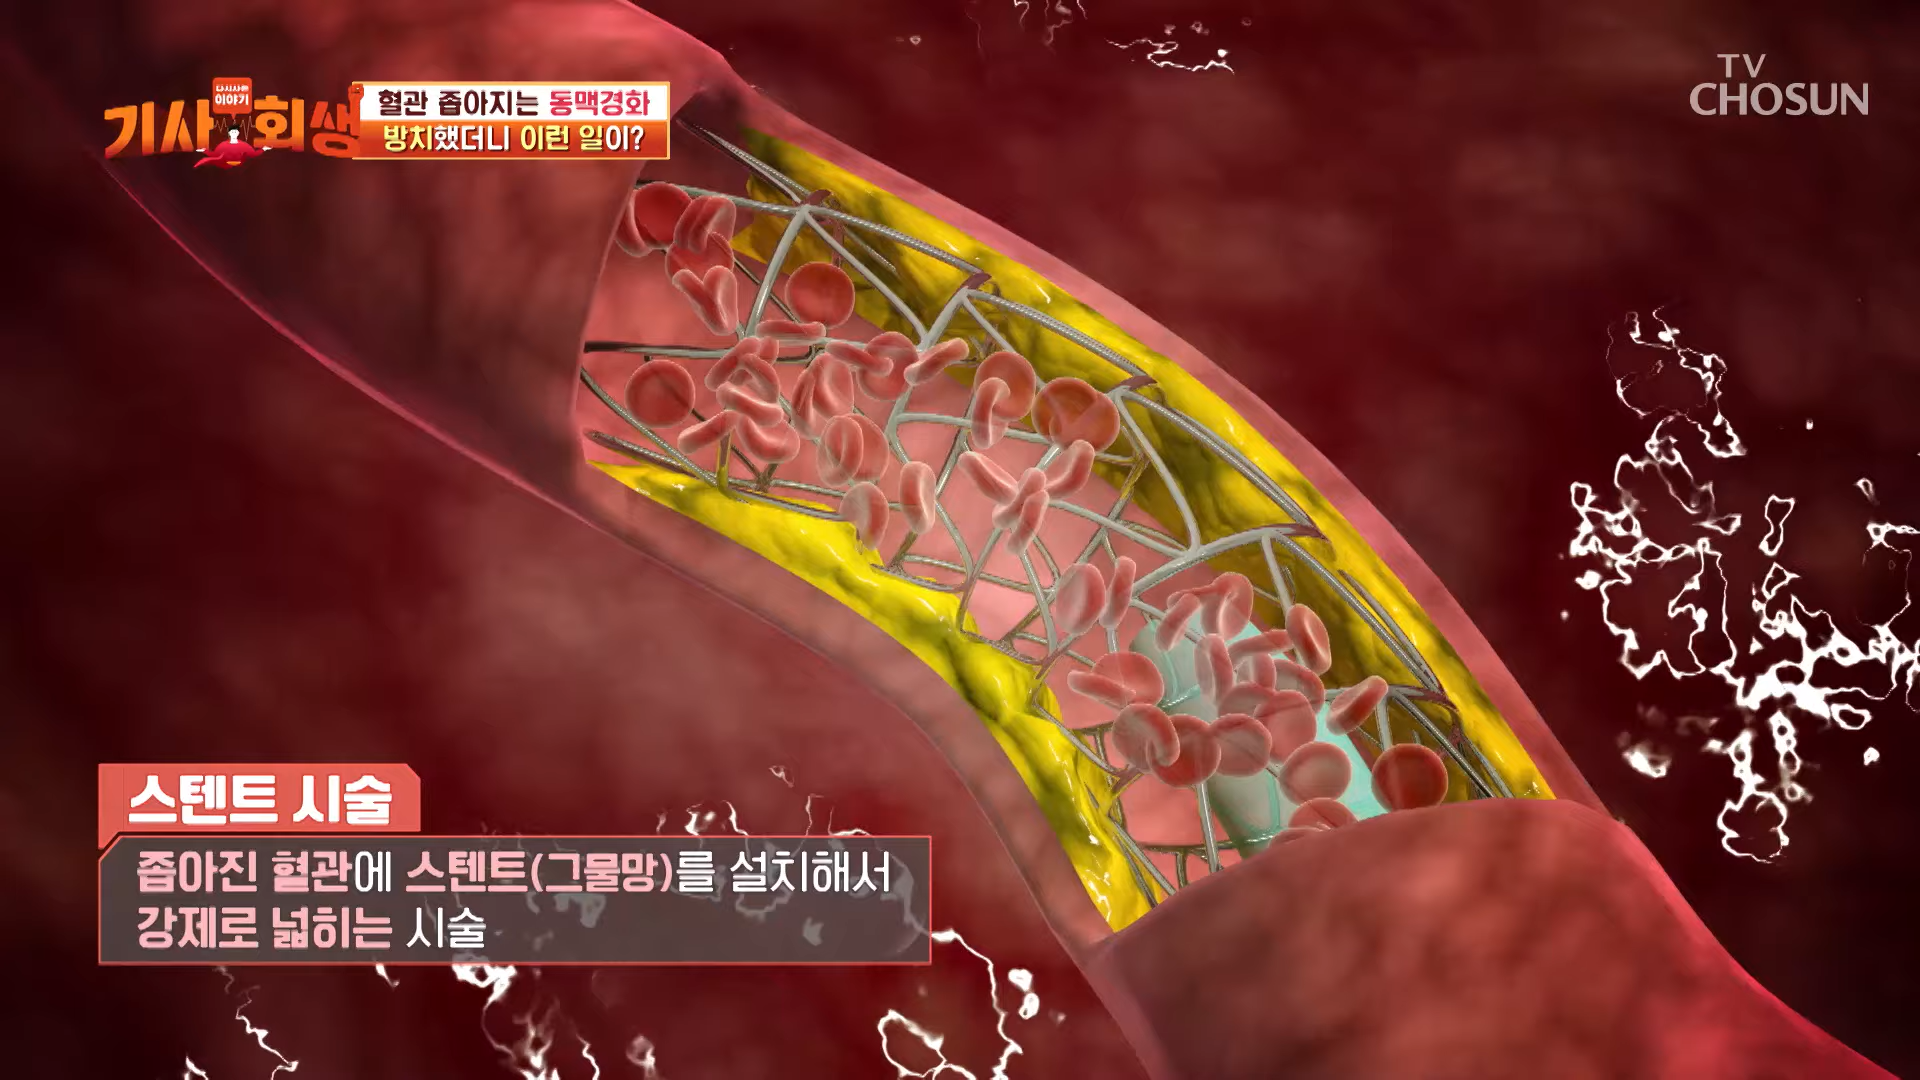 다시 사는
이야기
기사회생
혈관 좁아지는 동맥경화
방치했더니 이런 일이?
TV
CHOSUN
스텐트 시술
좁아진 혈관에 스텐트(그물망)를 설치해서
강제로 넓히는 시술